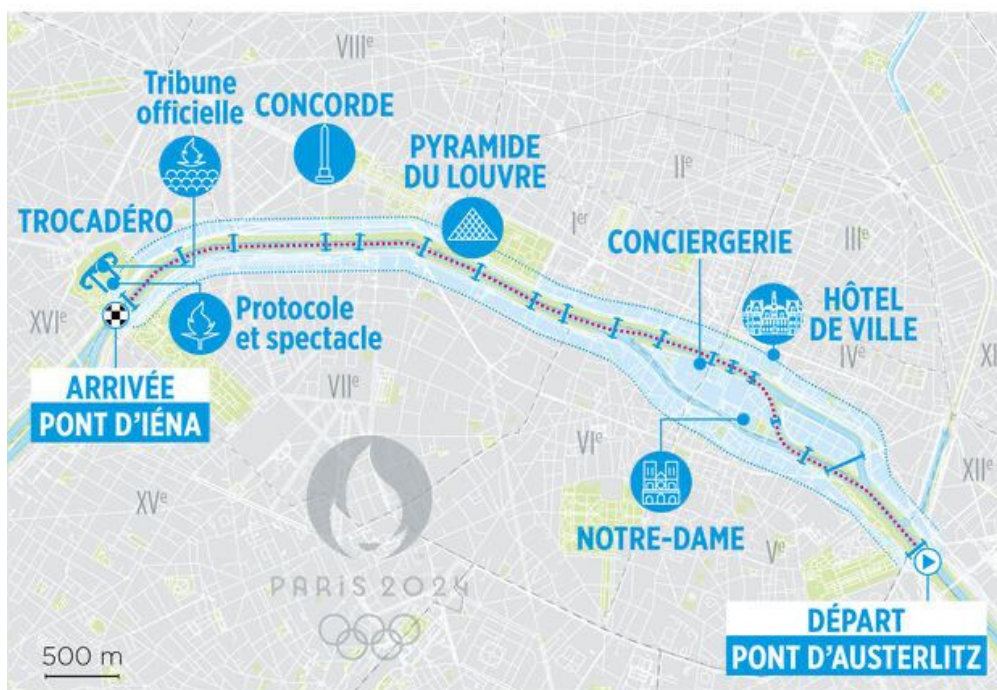 VIIIe
Tribune
officielle
CONCORDE
PYRAMIDE
DU LOUVRE
IIe
Ier
IIIe
TROCADÉRO
CONCIERGERIE
HÔTEL
DE VILLE
XVIe
Protocole
et spectacle
IVe
ARRIVÉE
PONT D'IÉNA
VIIe
VIe
XIIe
XVe
NOTRE-DAME
Ve
PARIS 2024
DÉPART
PONT D'AUSTERLITZ
500 m